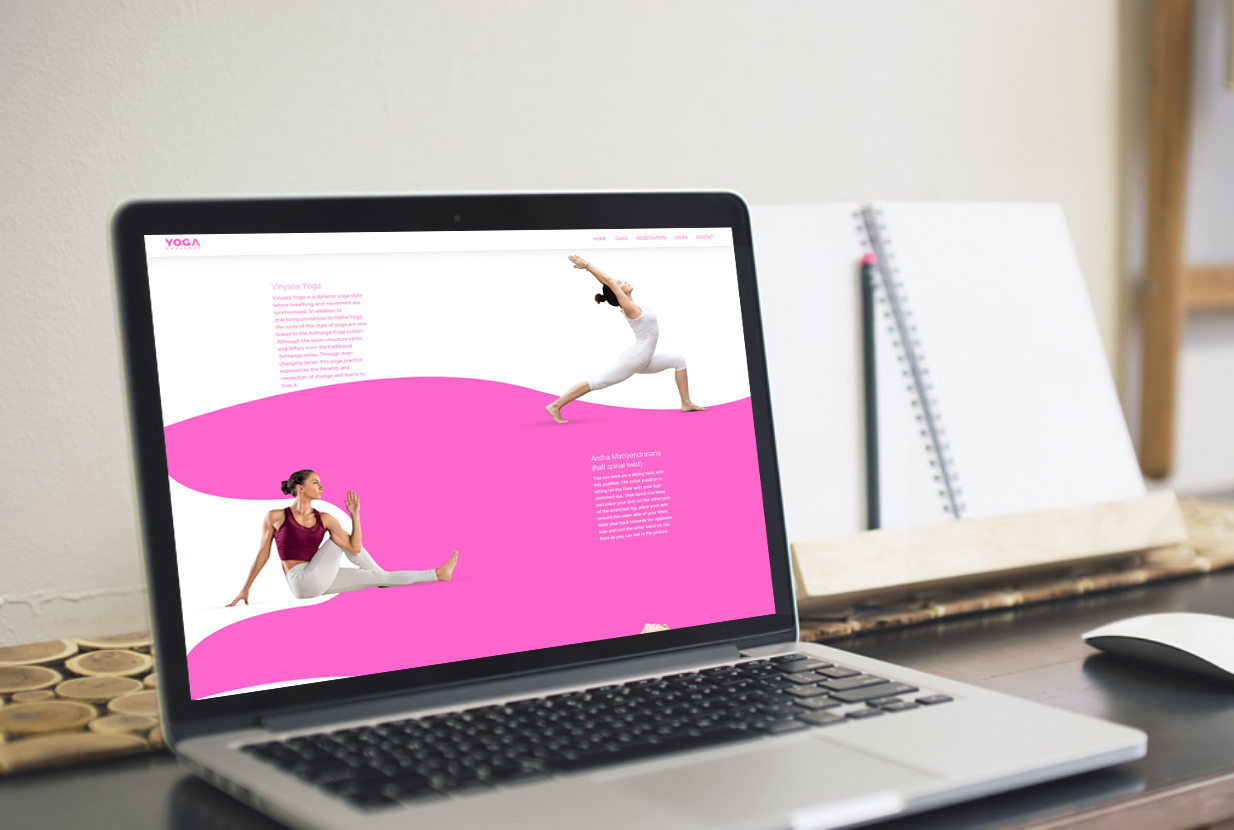 YOGA
HOME CLASS REGISTRATION LOGIN CONTACT
Vinyasa Yoga
Vinyasa Yoga is a dynamic yoga style
where breathing and movement are
synchronised. In addition to
practicing similarities to Hatha Yoga,
the roots of this style of yoga are also
linked to the Ashtanga Yoga system.
Although the series structure varies
and differs from the traditional
Ashtanga series. Through even
changing series, this yoga practice
experiences the benefits and
necessities of change and learns to
love it.
Ardha Matsyendrasana
(half spinal twist)
You can work on a sitting twist with
this position. The initial position is
sitting on the floor with your legs
stretched out. Then bend one knee
and place your foot on the other side
of the stretched leg, place your arm
around the outer side of your knee,
twist your back towards the opposite
side and rest the other hand on the
floor as you can see in the picture.